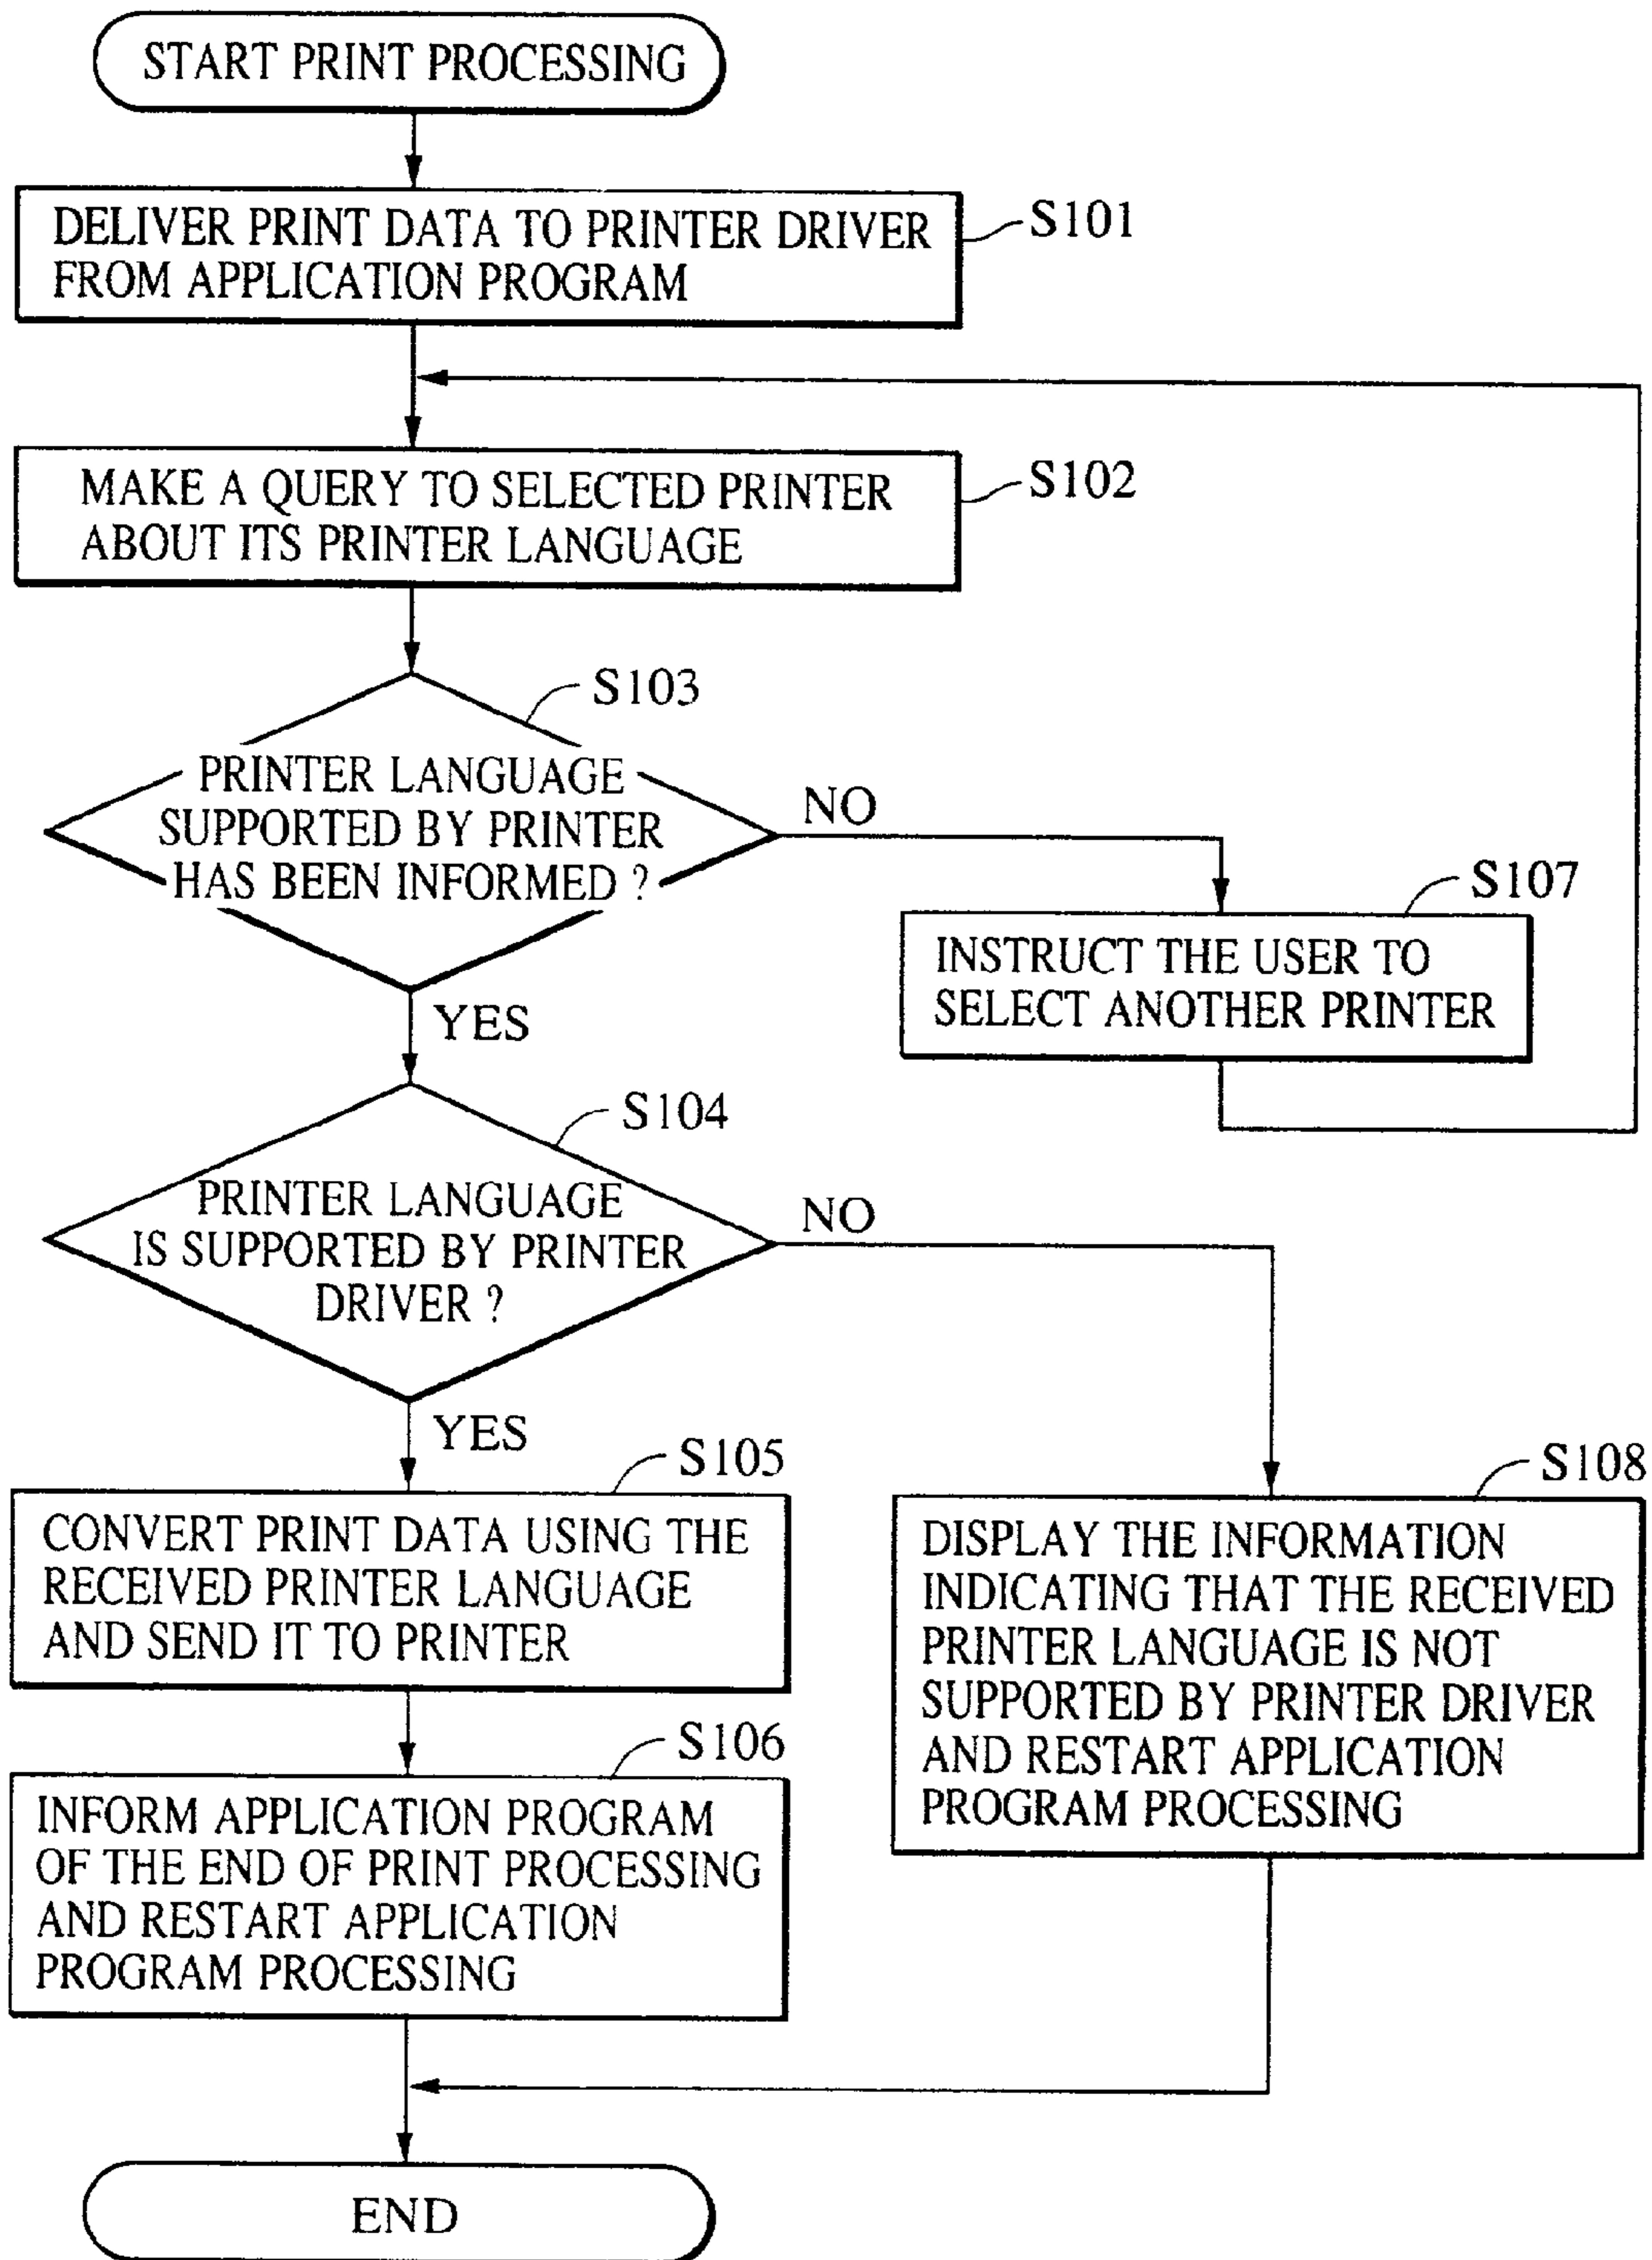 START PRINT PROCESSING
DELIVER PRINT DATA TO PRINTER DRIVER
FROM APPLICATION PROGRAM
S101
MAKE A QUERY TO SELECTED PRINTER
ABOUT ITS PRINTER LANGUAGE
S102
S103
PRINTER LANGUAGE
SUPPORTED BY PRINTER
HAS BEEN INFORMED ?
NO
YES
S107
INSTRUCT THE USER TO
SELECT ANOTHER PRINTER
S104
PRINTER LANGUAGE
IS SUPPORTED BY PRINTER
DRIVER ?
NO
YES
S105
CONVERT PRINT DATA USING THE
RECEIVED PRINTER LANGUAGE
AND SEND IT TO PRINTER
S108
DISPLAY THE INFORMATION
INDICATING THAT THE RECEIVED
PRINTER LANGUAGE IS NOT
SUPPORTED BY PRINTER DRIVER
AND RESTART APPLICATION
PROGRAM PROCESSING
S106
INFORM APPLICATION PROGRAM
OF THE END OF PRINT PROCESSING
AND RESTART APPLICATION
PROGRAM PROCESSING
END